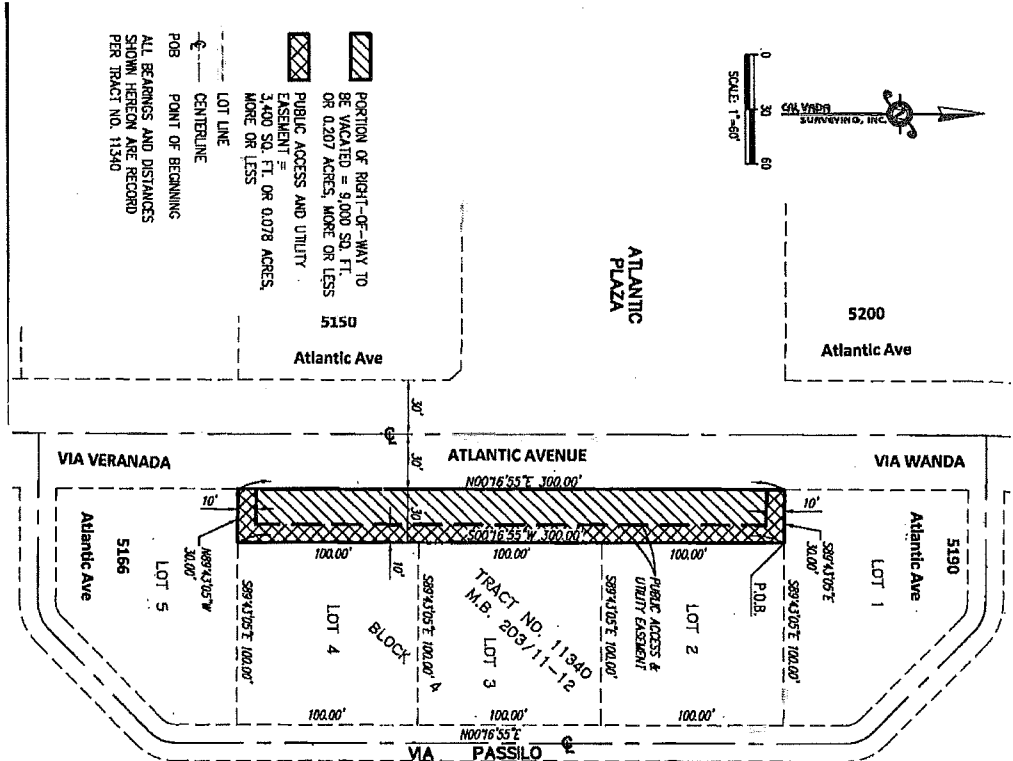 CAL VADA
SURVEYING, INC.
N
0
30
60
SCALE: 1"=60'
PORTION OF RIGHT-OF-WAY TO
BE VACATED = 9,000 SQ. FT.
OR 0.207 ACRES, MORE OR LESS
PUBLIC ACCESS AND UTILITY
EASEMENT =
3,400 SQ. FT. OR 0.078 ACRES,
MORE OR LESS
LOT LINE
CENTERLINE
POB POINT OF BEGINNING
ALL BEARINGS AND DISTANCES
SHOWN HEREON ARE RECORD
PER TRACT NO. 11340
ATLANTIC
PLAZA
5150
Atlantic Ave
5200
Atlantic Ave
30'
30'
30'
VIA VERANADA
ATLANTIC AVENUE
VIA WANDA
N00°16'55"E 300.00'
S00°16'55"W 300.00'
10'
10'
10'
N89°43'05"W
30.00'
S89°43'05"E
30.00'
100.00'
100.00'
100.00'
P.O.B.
PUBLIC ACCESS &
UTILITY EASEMENT
5166
Atlantic Ave
LOT 5
S89°43'05"E 100.00'
LOT 4
S89°43'05"E 100.00'
LOT 3
S89°43'05"E 100.00'
LOT 2
S89°43'05"E 100.00'
LOT 1
5190
Atlantic Ave
TRACT NO. 11340
M.B. 203/11-12
BLOCK 4
100.00'
100.00'
100.00'
N00°16'55"E
VIA PASSILO